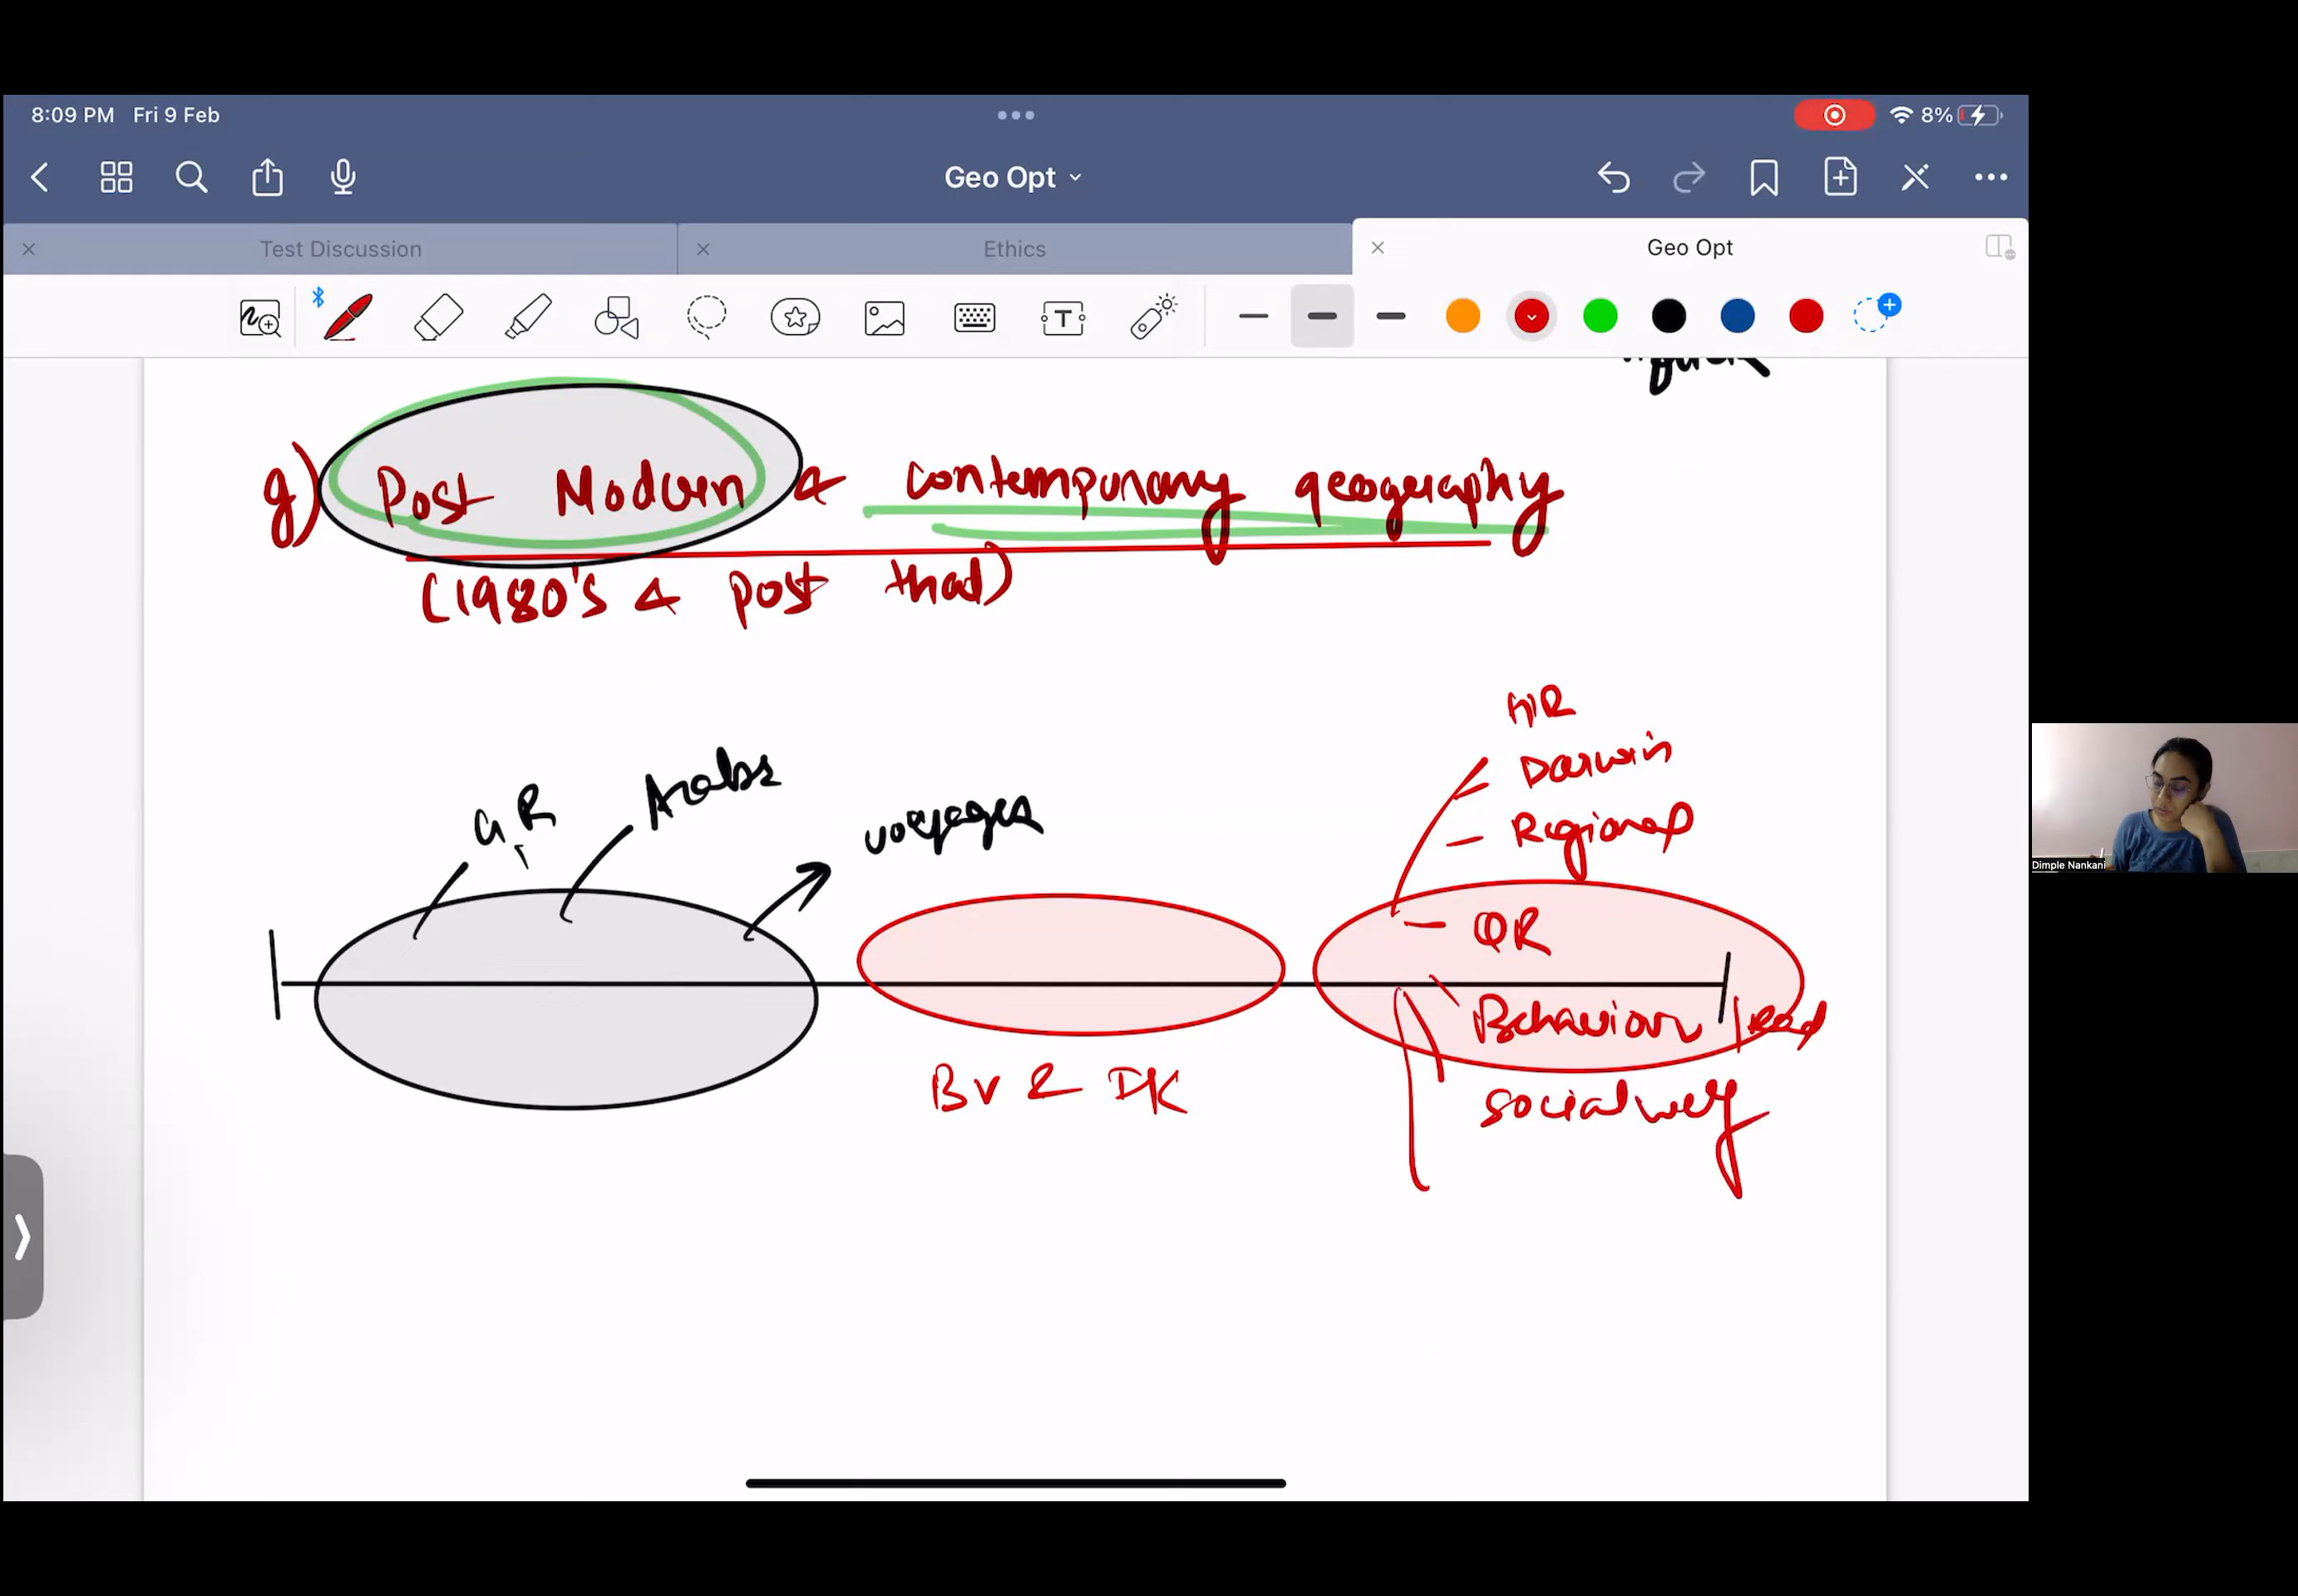 8:09 PM Fri 9 Feb
8%
Geo Opt
Test Discussion
Ethics
Geo Opt
T
g) Post Modern & contemporary geography
(1980's & post that)
G, R
Arabs
voyages
Darwin
Regional
QR
Behaviour
Bv & DK
social
Dimple Nankani